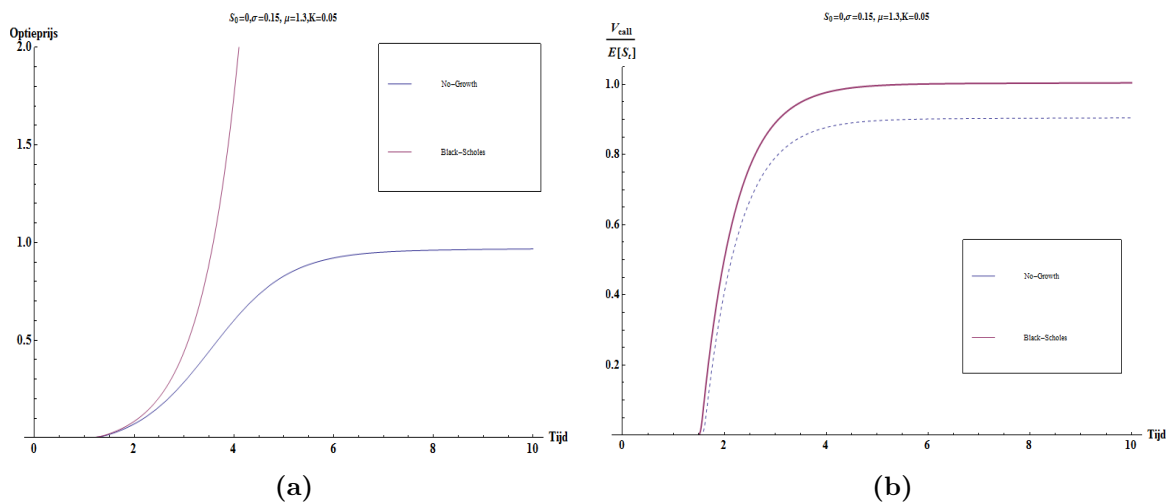 S₀=0,σ=0.15, μ=1.3,K=0.05
Optieprijs
2.0
1.5
1.0
0.5
0 2 4 6 8 10
Tijd
No-Growth
Black-Scholes
(a)
S₀=0,σ=0.15, μ=1.3,K=0.05
V_call
E[S_t]
1.0
0.8
0.6
0.4
0.2
0 2 4 6 8 10
Tijd
No-Growth
Black-Scholes
(b)